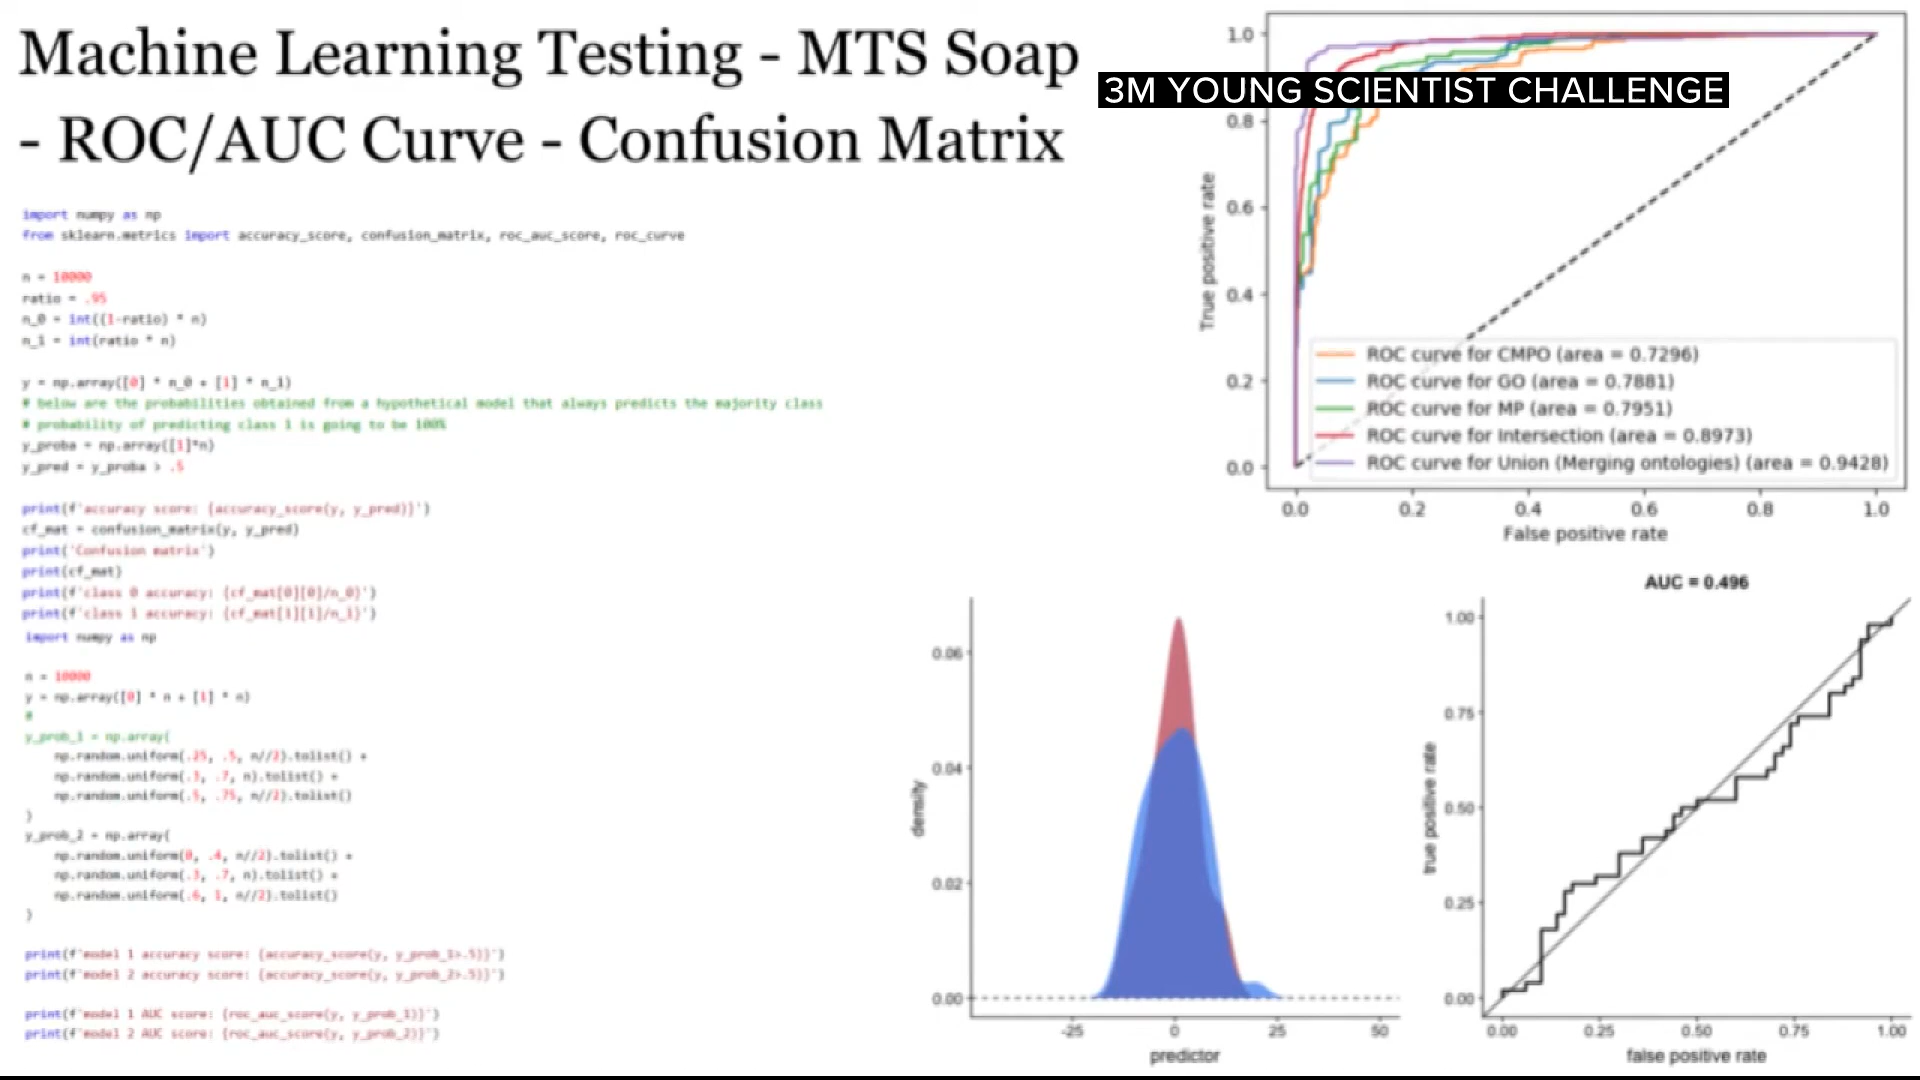 Machine Learning Testing - MTS Soap
- ROC/AUC Curve - Confusion Matrix
3M YOUNG SCIENTIST CHALLENGE
import numpy as np
from sklearn.metrics import accuracy_score, confusion_matrix, roc_auc_score, roc_curve
n = 10000
ratio = .95
n_0 = int((1-ratio) * n)
n_1 = int(ratio * n)
y = np.array([0] * n_0 + [1] * n_1)
# below are the probabilities obtained from a hypothetical model that always predicts the majority class
# probability of predicting class 1 is going to be 100%
y_proba = np.array([1]*n)
y_pred = y_proba > .5
print(f'accuracy score: {accuracy_score(y, y_pred)}')
cf_mat = confusion_matrix(y, y_pred)
print('Confusion matrix')
print(cf_mat)
print(f'class 0 accuracy: {cf_mat[0][0]/n_0}')
print(f'class 1 accuracy: {cf_mat[1][1]/n_1}')
import numpy as np
n = 10000
y = np.array([0] * n + [1] * n)
#
y_prob_1 = np.array(
np.random.uniform(.25, .5, n//2).tolist() +
np.random.uniform(.3, .7, n).tolist() +
np.random.uniform(.5, .75, n//2).tolist()
)
y_prob_2 = np.array(
np.random.uniform(0, .4, n//2).tolist() +
np.random.uniform(.3, .7, n).tolist() +
np.random.uniform(.6, 1, n//2).tolist()
)
print(f'model 1 accuracy score: {accuracy_score(y, y_prob_1>.5)}')
print(f'model 2 accuracy score: {accuracy_score(y, y_prob_2>.5)}')
print(f'model 1 AUC score: {roc_auc_score(y, y_prob_1)}')
print(f'model 2 AUC score: {roc_auc_score(y, y_prob_2)}')
True positive rate
1.0
0.8
0.6
0.4
0.2
0.0
ROC curve for CMPO (area = 0.7296)
ROC curve for GO (area = 0.7881)
ROC curve for MP (area = 0.7951)
ROC curve for Intersection (area = 0.8973)
ROC curve for Union (Merging ontologies) (area = 0.9428)
0.0 0.2 0.4 0.6 0.8 1.0
False positive rate
density
0.06
0.04
0.02
0.00
-25 0 25 50
predictor
AUC = 0.496
true positive rate
1.00
0.75
0.50
0.25
0.00
0.00 0.25 0.50 0.75 1.00
false positive rate